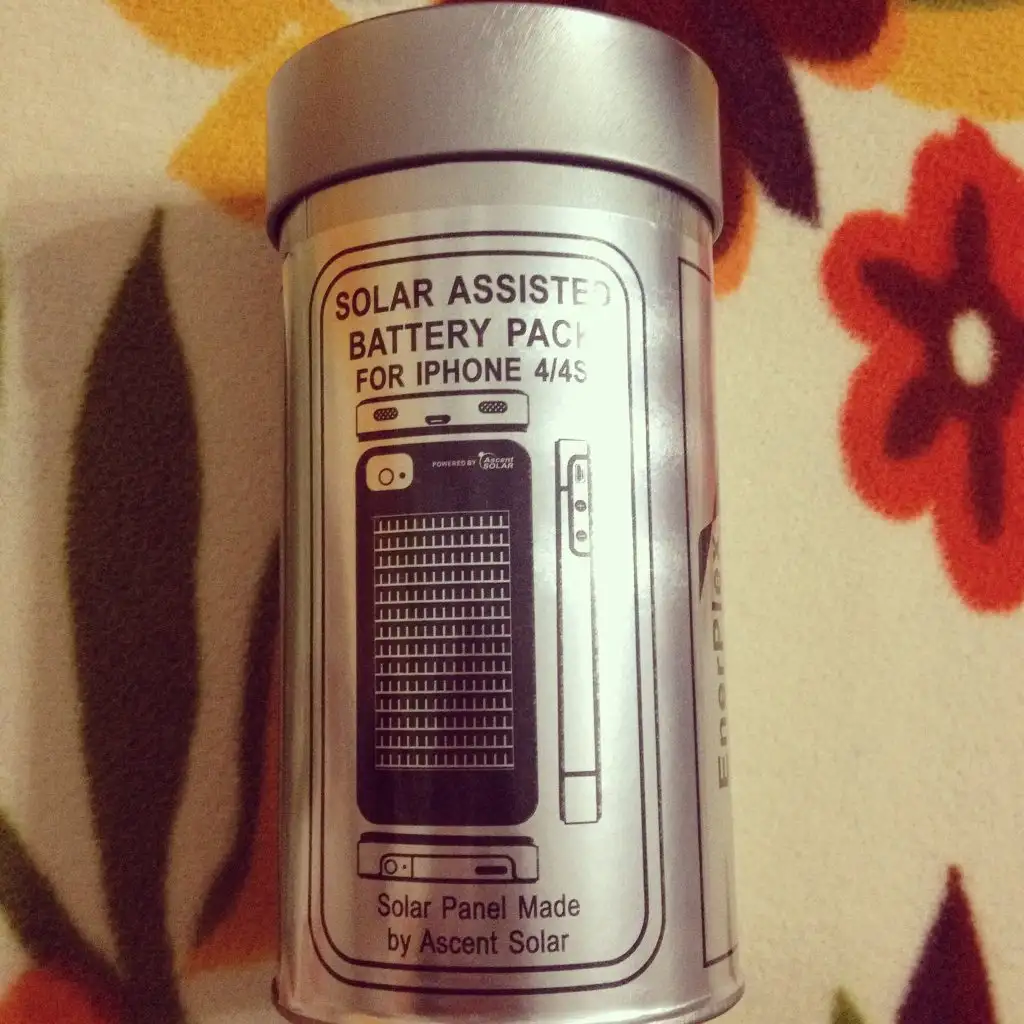 SOLAR ASSISTED
BATTERY PACK
FOR IPHONE 4/4S
POWERED BY Ascent SOLAR
Solar Panel Made
by Ascent Solar
EnerPlex